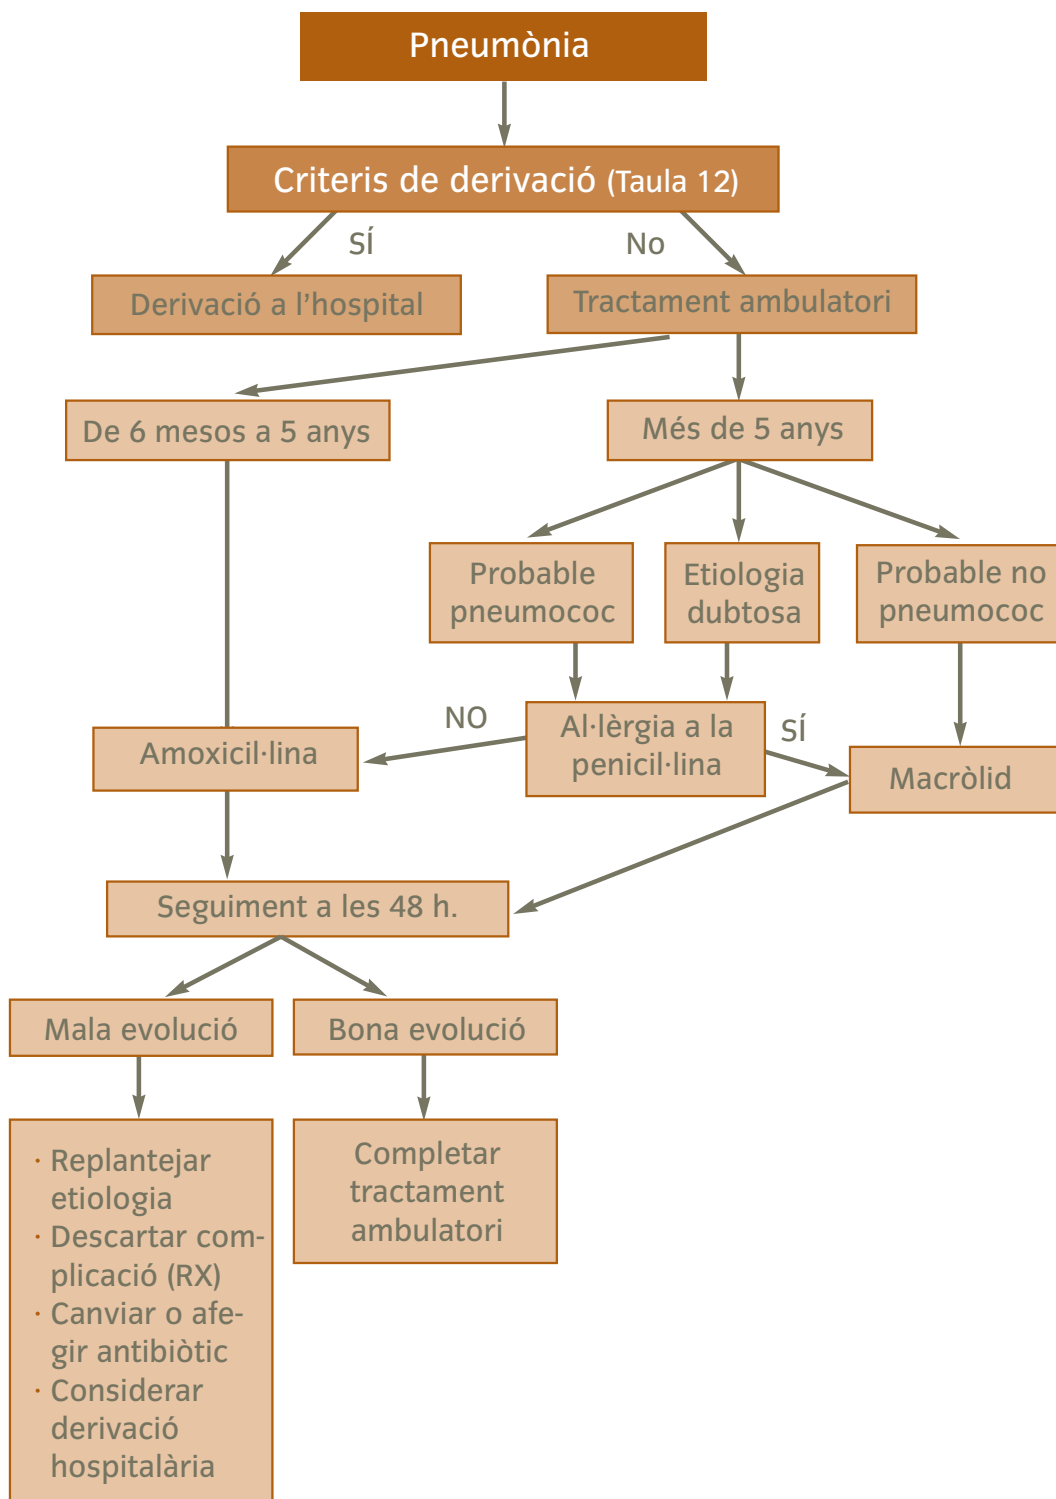 Pneumònia
Criteris de derivació (Taula 12)
SÍ
No
Derivació a l'hospital
Tractament ambulatori
De 6 mesos a 5 anys
Més de 5 anys
Probable
pneumococ
Etiologia
dubtosa
Probable no
pneumococ
NO
Al·lèrgia a la
penicil·lina
SÍ
Amoxicil·lina
Macròlid
Seguiment a les 48 h.
Mala evolució
Bona evolució
· Replantejar
etiologia
· Descartar com-
plicació (RX)
· Canviar o afe-
gir antibiòtic
· Considerar
derivació
hospitalària
Completar
tractament
ambulatori